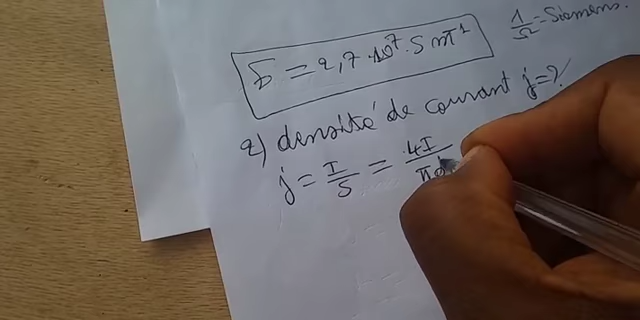 1/Ω = Siemens.
δ = 2,7 · 10⁷ · S m⁻¹
2) densité de courant j = ?
j = I/S = 4I/πd